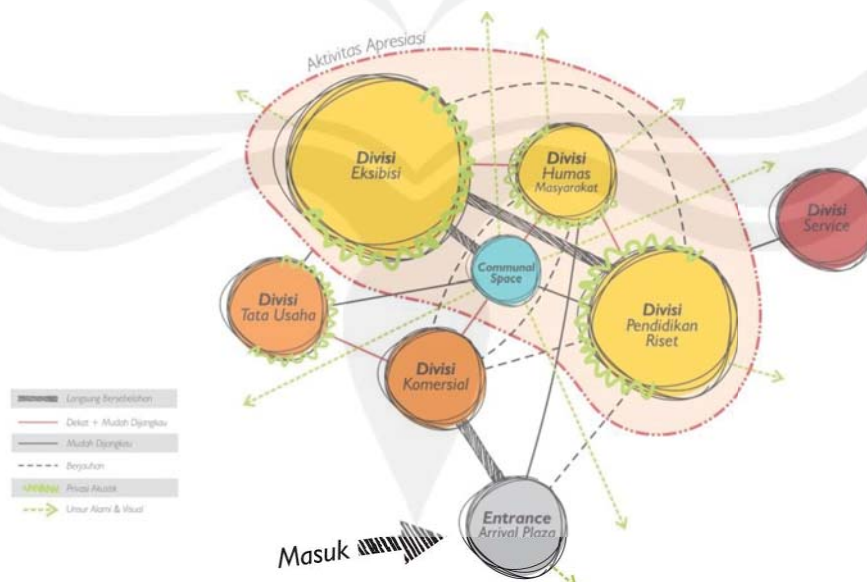 Aktivitas Apresiasi
Divisi
Eksibisi
Divisi
Humas
Masyarakat
Divisi
Service
Communal
Space
Divisi
Tata Usaha
Divisi
Pendidikan
Riset
Divisi
Komersial
Langsung Bersebelahan
Dekat + Mudah Dijangkau
Mudah Dijangkau
Berjauhan
Privasi Akustik
Unsur Alami & Visual
Entrance
Arrival Plaza
Masuk